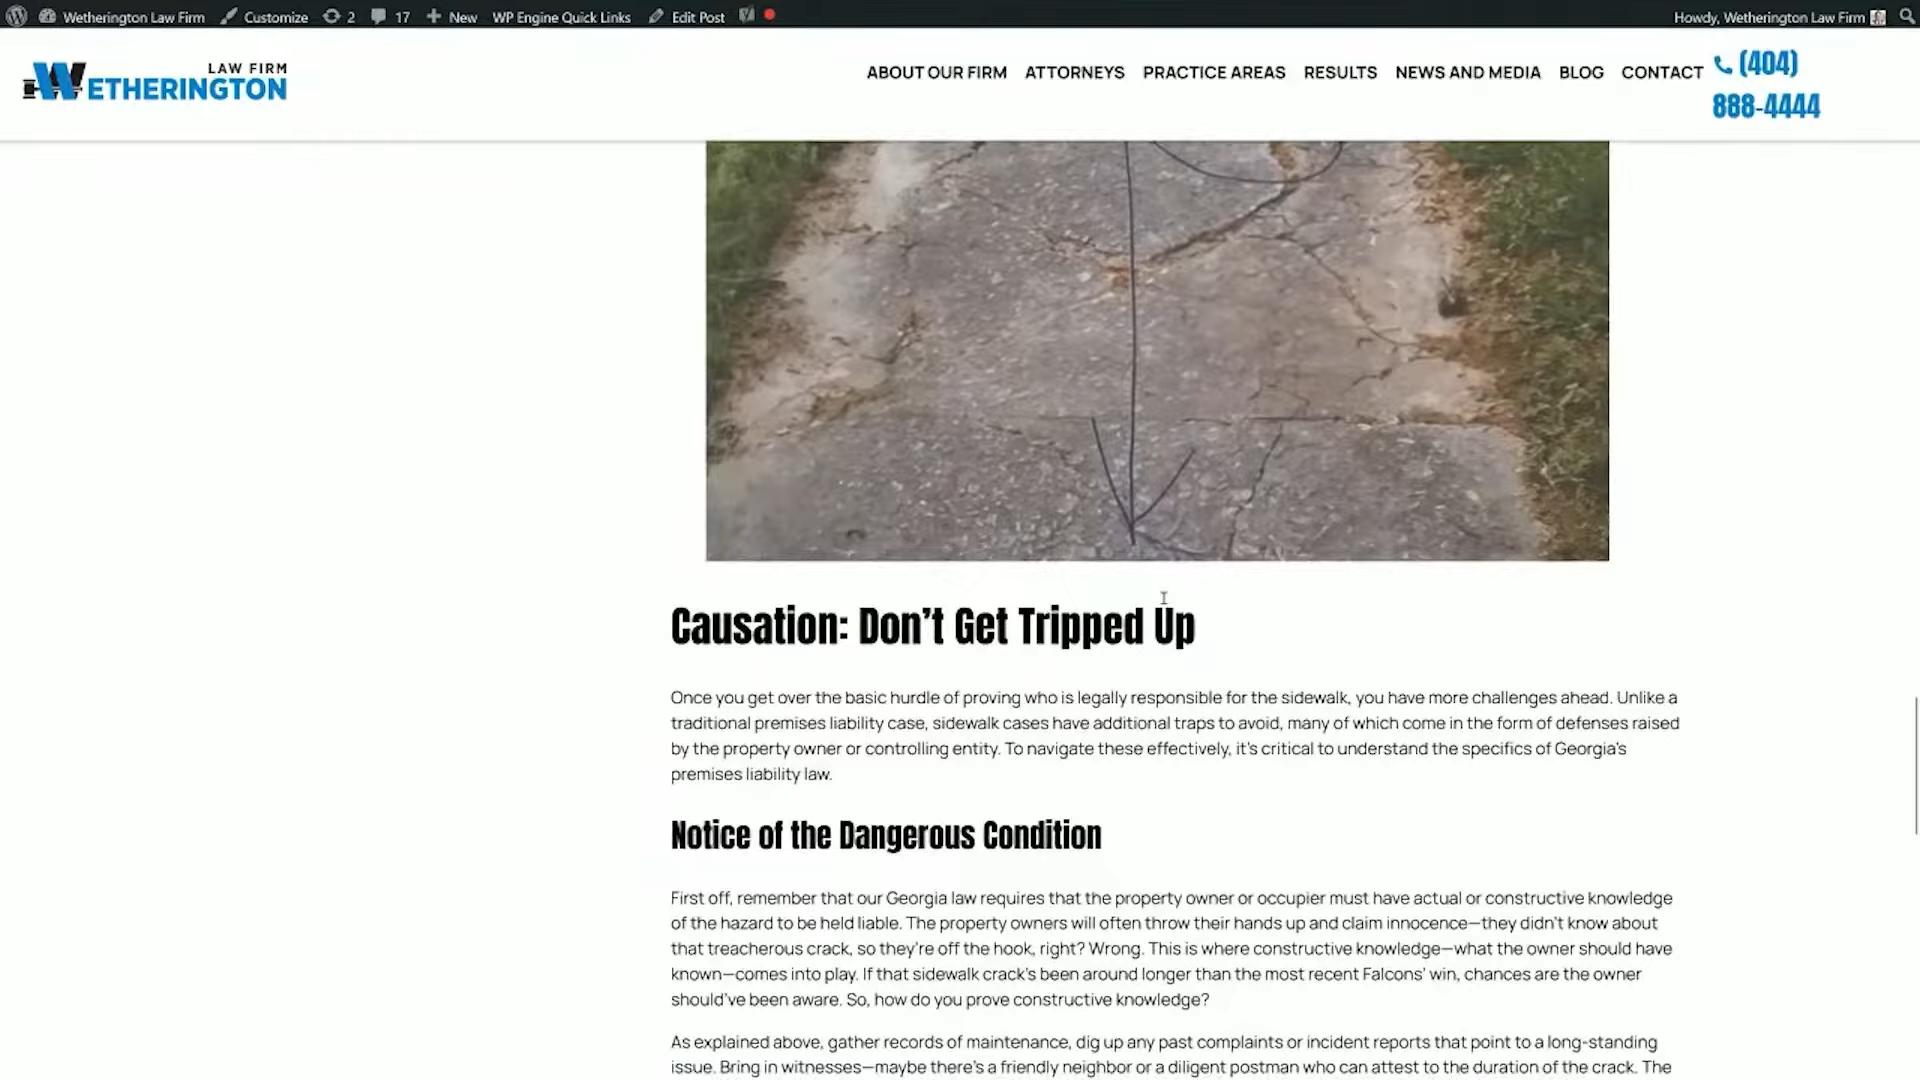 Wetherington Law Firm Customize 2 17 New WP Engine Quick Links Edit Post Howdy, Wetherington Law Firm
LAW FIRM
WETHERINGTON
ABOUT OUR FIRM ATTORNEYS PRACTICE AREAS RESULTS NEWS AND MEDIA BLOG CONTACT (404)
888-4444
Causation: Don’t Get Tripped Up
Once you get over the basic hurdle of proving who is legally responsible for the sidewalk, you have more challenges ahead. Unlike a
traditional premises liability case, sidewalk cases have additional traps to avoid, many of which come in the form of defenses raised
by the property owner or controlling entity. To navigate these effectively, it’s critical to understand the specifics of Georgia’s
premises liability law.
Notice of the Dangerous Condition
First off, remember that our Georgia law requires that the property owner or occupier must have actual or constructive knowledge
of the hazard to be held liable. The property owners will often throw their hands up and claim innocence—they didn’t know about
that treacherous crack, so they’re off the hook, right? Wrong. This is where constructive knowledge—what the owner should have
known—comes into play. If that sidewalk crack’s been around longer than the most recent Falcons’ win, chances are the owner
should’ve been aware. So, how do you prove constructive knowledge?
As explained above, gather records of maintenance, dig up any past complaints or incident reports that point to a long-standing
issue. Bring in witnesses—maybe there’s a friendly neighbor or a diligent postman who can attest to the duration of the crack. The